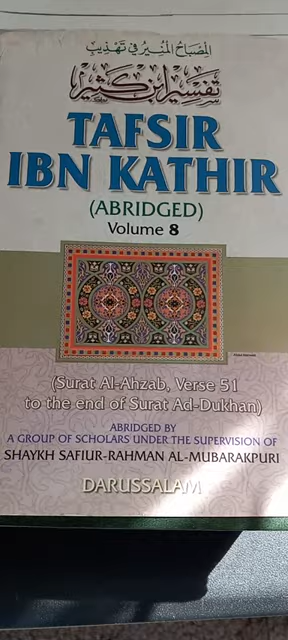 المصباح المنير في تهذيب
تفسير ابن كثير
TAFSIR
IBN KATHIR
(ABRIDGED)
Volume 8
(Surat Al-Ahzab, Verse 51
to the end of Surat Ad-Dukhan)
ABRIDGED BY
A GROUP OF SCHOLARS UNDER THE SUPERVISION OF
SHAYKH SAFIUR-RAHMAN AL-MUBARAKPURI
DARUSSALAM